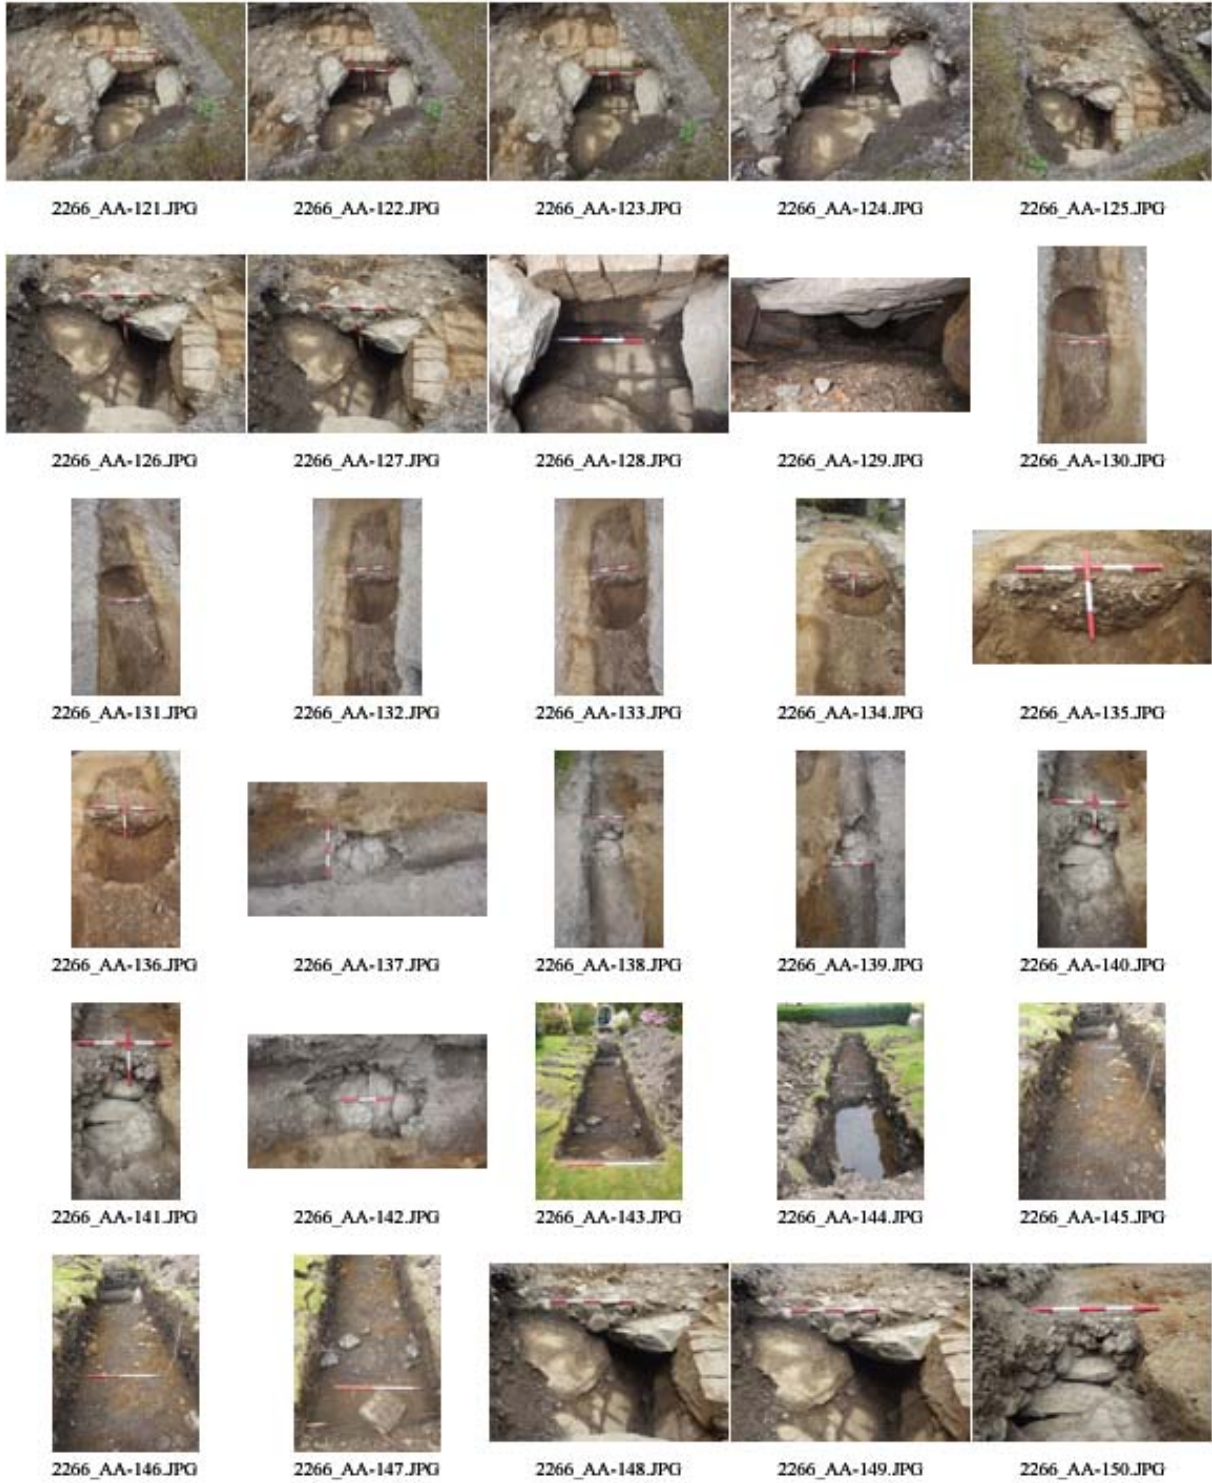 2266_AA-121.JPG 2266_AA-122.JPG 2266_AA-123.JPG 2266_AA-124.JPG 2266_AA-125.JPG
2266_AA-126.JPG 2266_AA-127.JPG 2266_AA-128.JPG 2266_AA-129.JPG 2266_AA-130.JPG
2266_AA-131.JPG 2266_AA-132.JPG 2266_AA-133.JPG 2266_AA-134.JPG 2266_AA-135.JPG
2266_AA-136.JPG 2266_AA-137.JPG 2266_AA-138.JPG 2266_AA-139.JPG 2266_AA-140.JPG
2266_AA-141.JPG 2266_AA-142.JPG 2266_AA-143.JPG 2266_AA-144.JPG 2266_AA-145.JPG
2266_AA-146.JPG 2266_AA-147.JPG 2266_AA-148.JPG 2266_AA-149.JPG 2266_AA-150.JPG